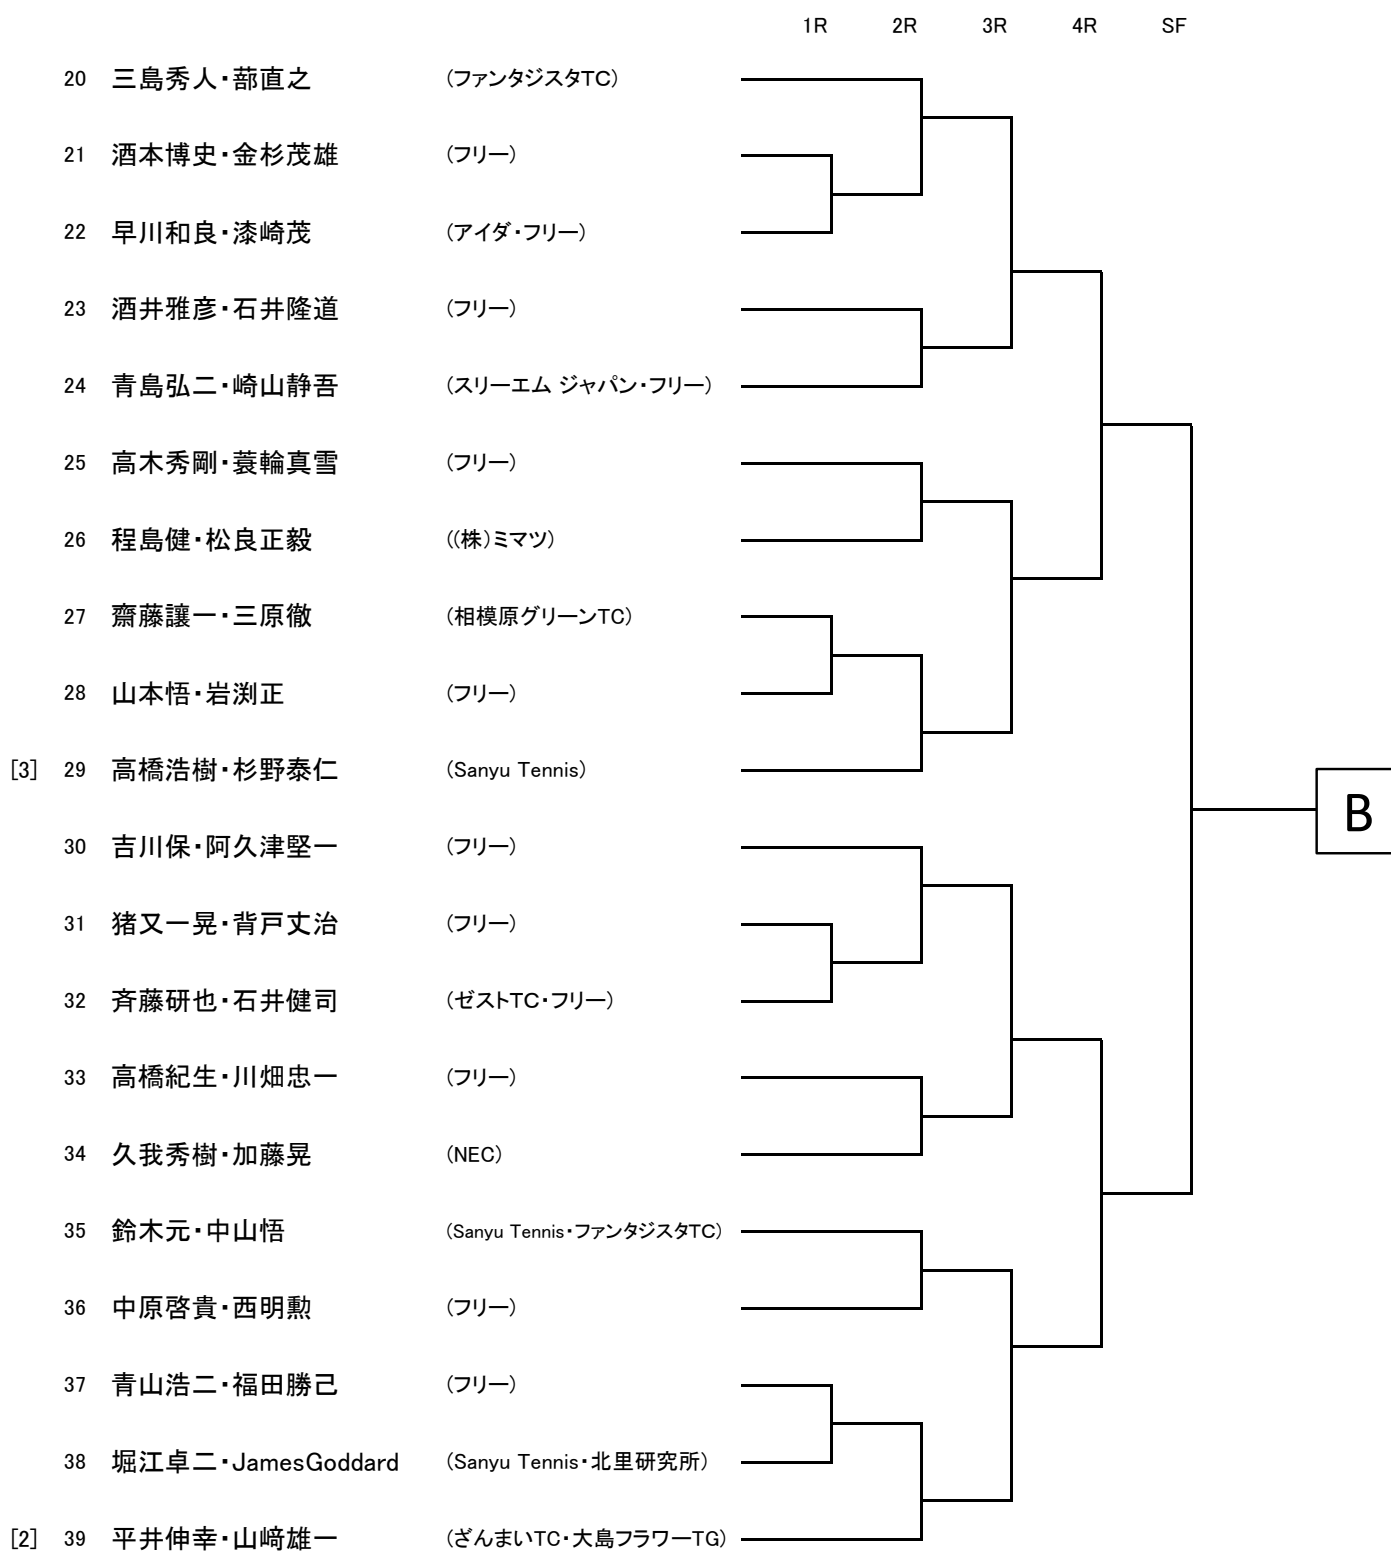 1R 2R 3R 4R SF
20 三島秀人・蔀直之 (ファンタジスタTC)
21 酒本博史・金杉茂雄 (フリー)
22 早川和良・漆崎茂 (アイダ・フリー)
23 酒井雅彦・石井隆道 (フリー)
24 青島弘二・崎山静吾 (スリーエム ジャパン・フリー)
25 高木秀剛・蓑輪真雪 (フリー)
26 程島健・松良正毅 ((株)ミマツ)
27 齋藤讓一・三原徹 (相模原グリーンTC)
28 山本悟・岩渕正 (フリー)
[3] 29 高橋浩樹・杉野泰仁 (Sanyu Tennis)
B
30 吉川保・阿久津堅一 (フリー)
31 猪又一晃・背戸丈治 (フリー)
32 斉藤研也・石井健司 (ゼストTC・フリー)
33 高橋紀生・川畑忠一 (フリー)
34 久我秀樹・加藤晃 (NEC)
35 鈴木元・中山悟 (Sanyu Tennis・ファンタジスタTC)
36 中原啓貴・西明勲 (フリー)
37 青山浩二・福田勝己 (フリー)
38 堀江卓二・JamesGoddard (Sanyu Tennis・北里研究所)
[2] 39 平井伸幸・山﨑雄一 (ざんまいTC・大島フラワーTG)